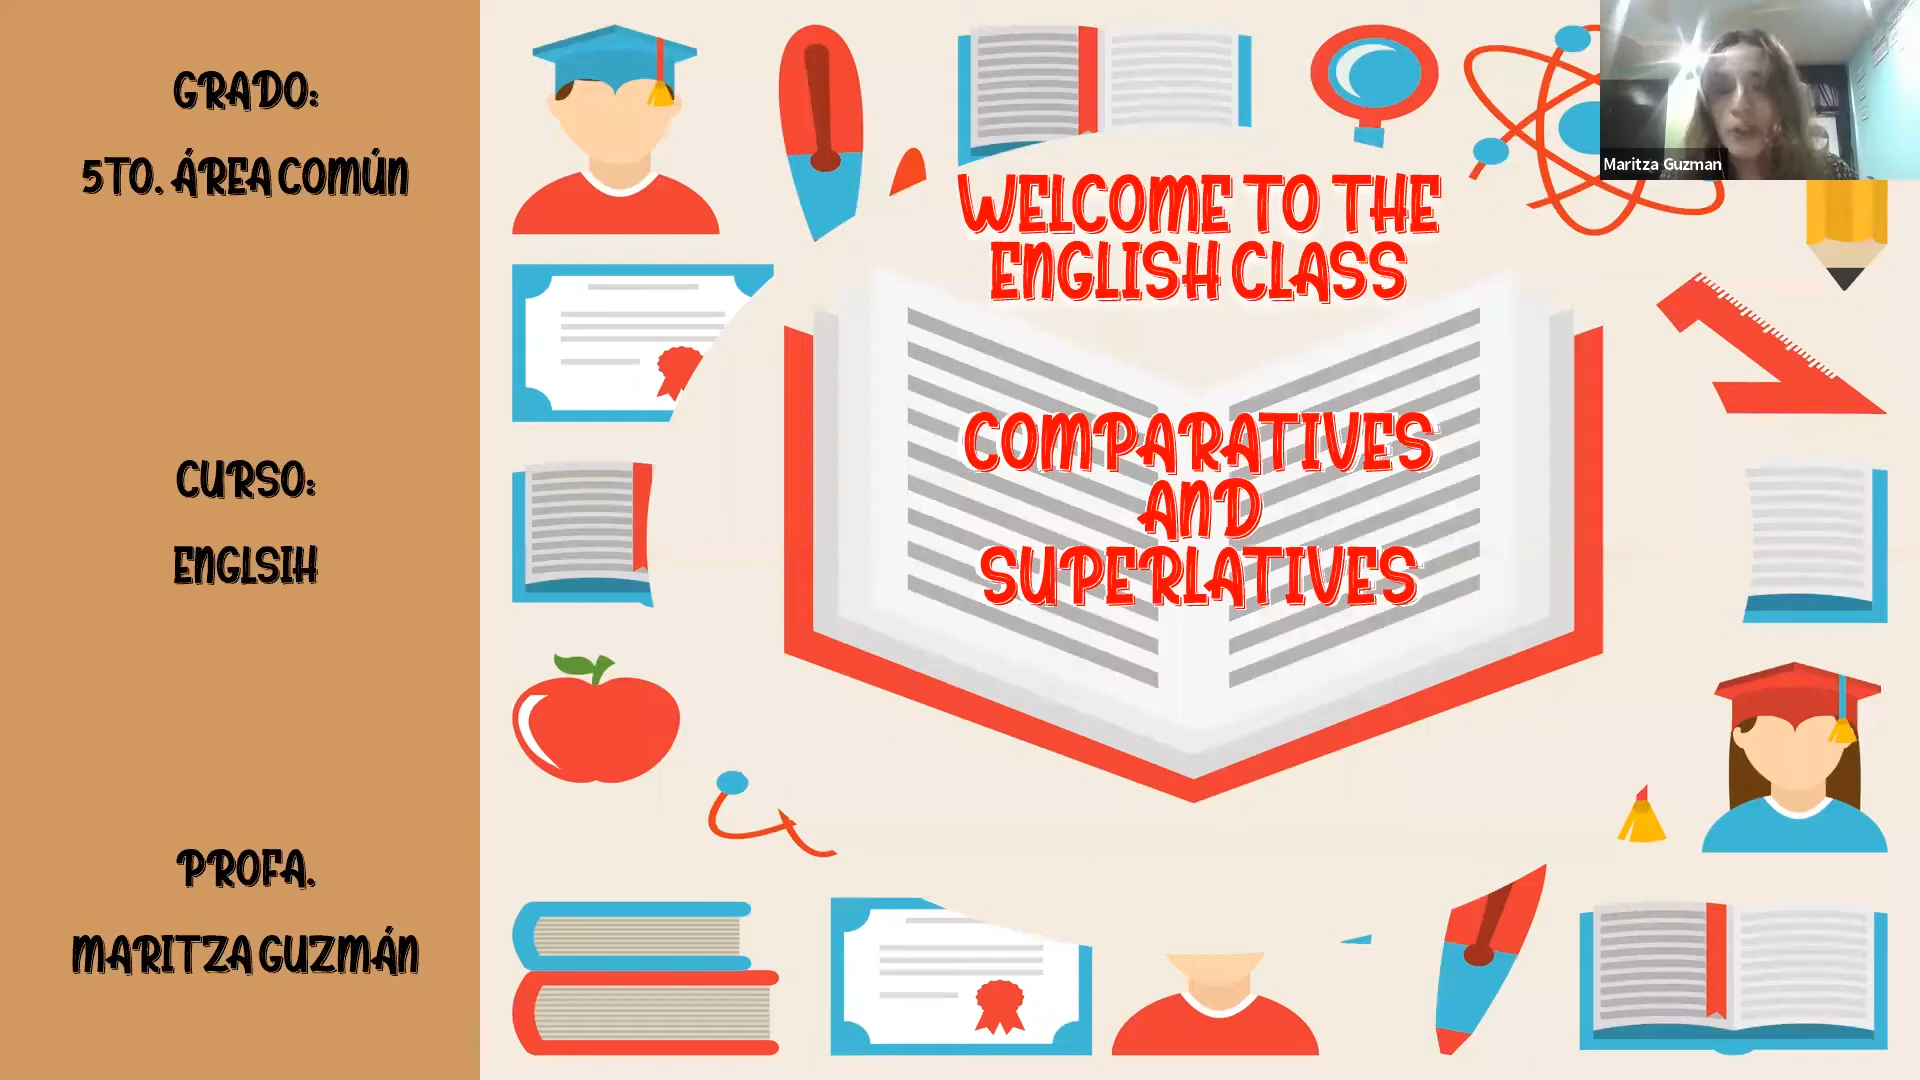 GRADO:
5TO. ÁREA COMÚN
CURSO:
ENGLSIH
PROFA.
MARITZA GUZMÁN
WELCOME TO THE
ENGLISH CLASS
COMPARATIVES
AND
SUPERLATIVES
Maritza Guzman